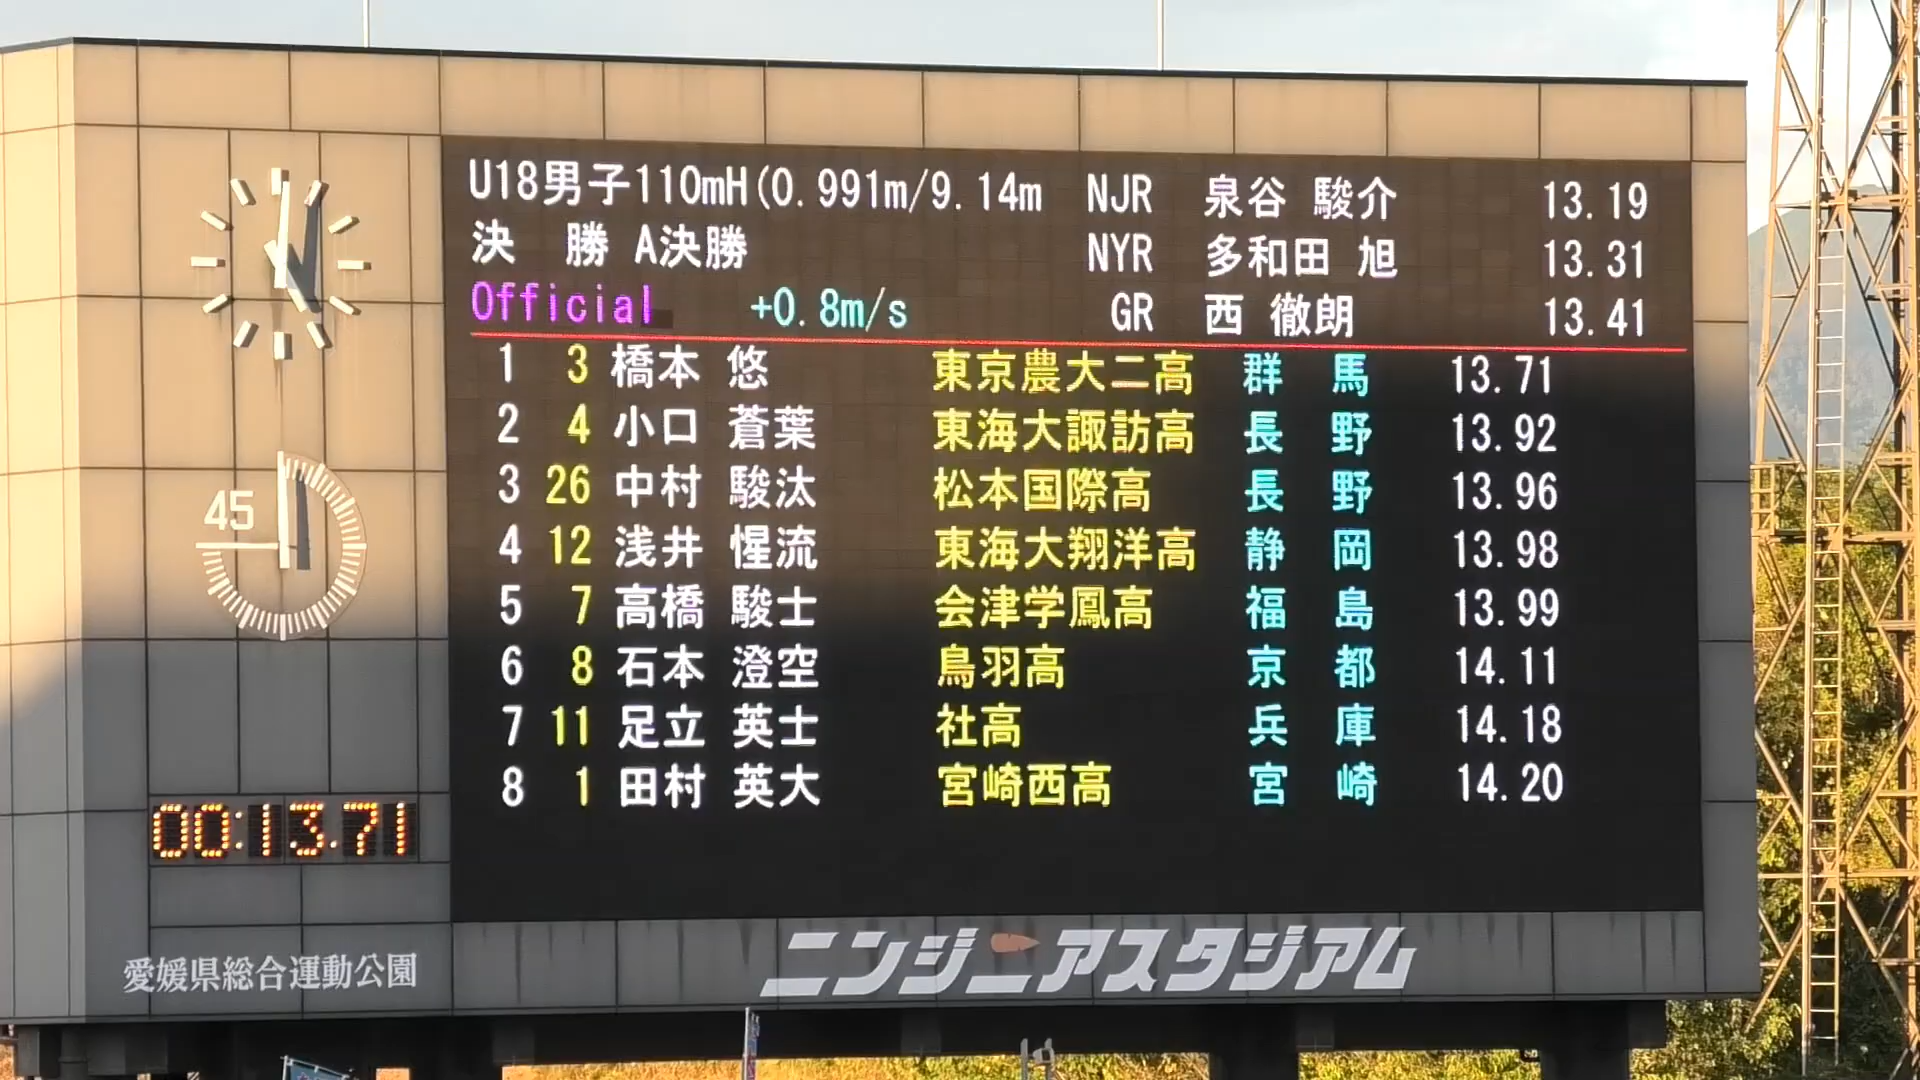 U18男子110mH(0.991m/9.14m NJR 泉谷 駿介 13.19
決 勝 A決勝 NYR 多和田 旭 13.31
Official +0.8m/s GR 西 徹朗 13.41
1 3 橋本 悠 東京農大二高 群 馬 13.71
2 4 小口 蒼葉 東海大諏訪高 長 野 13.92
3 26 中村 駿汰 松本国際高 長 野 13.96
4 12 浅井 惺流 東海大翔洋高 静 岡 13.98
5 7 高橋 駿士 会津学鳳高 福 島 13.99
6 8 石本 澄空 鳥羽高 京 都 14.11
7 11 足立 英士 社高 兵 庫 14.18
8 1 田村 英大 宮崎西高 宮 崎 14.20
45
00:13.71
愛媛県総合運動公園
ニンジニアスタジアム